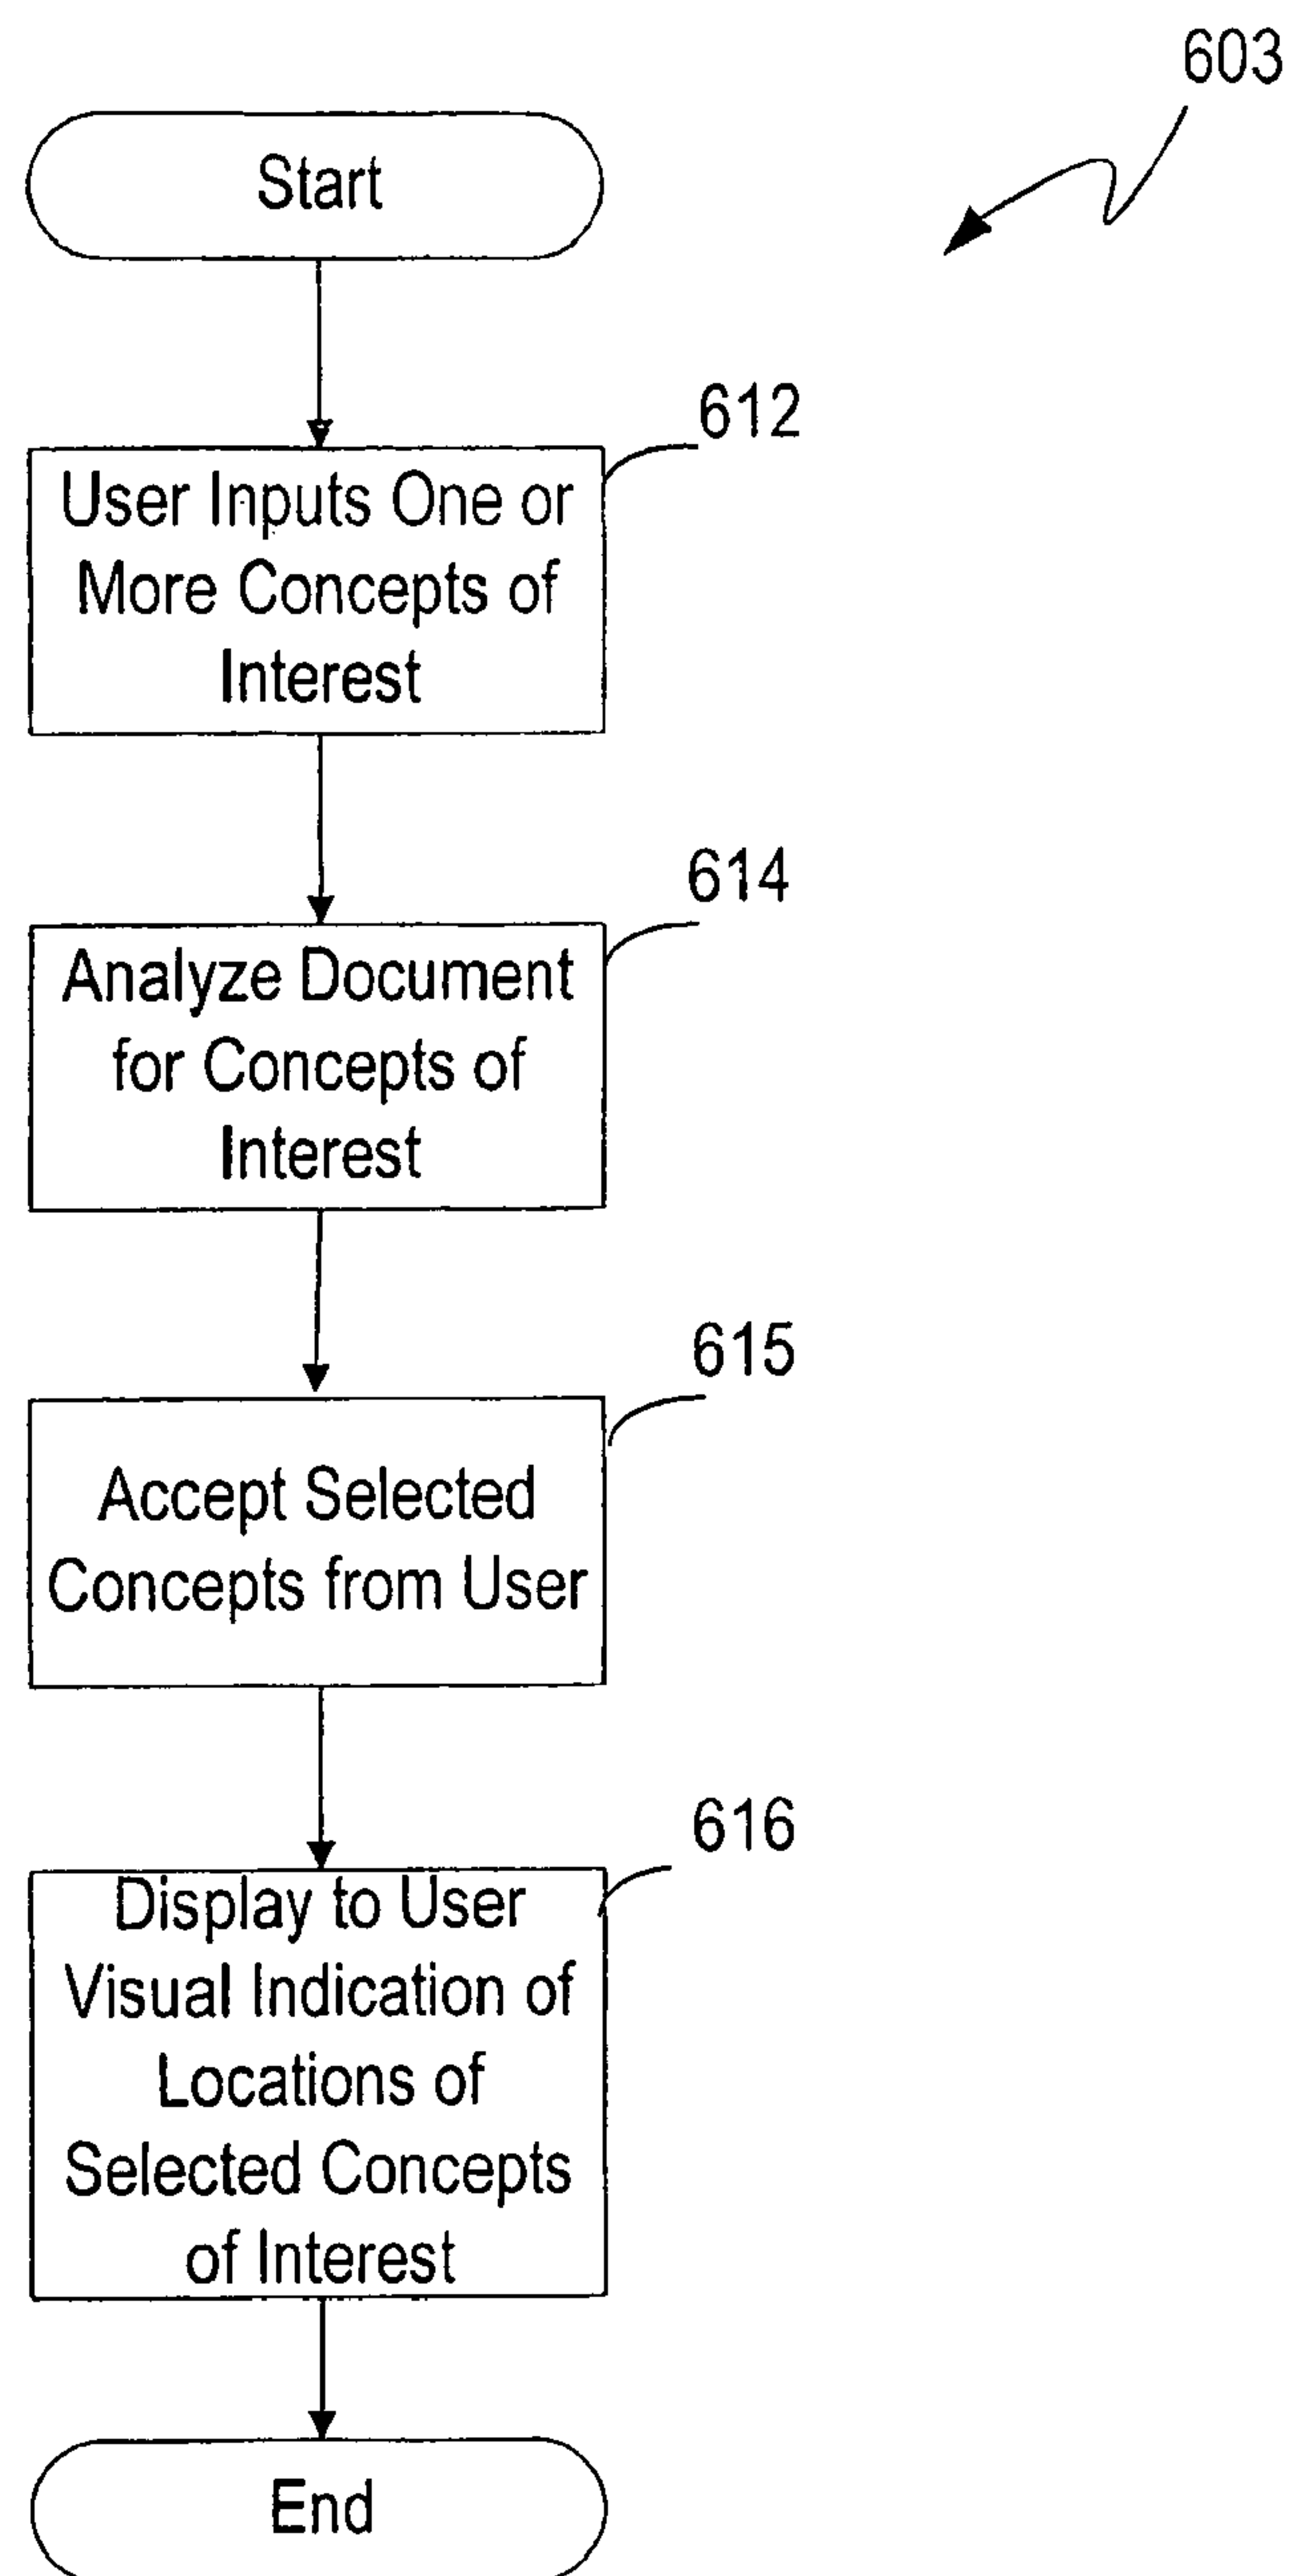 603
Start
612
User Inputs One or
More Concepts of
Interest
614
Analyze Document
for Concepts of
Interest
615
Accept Selected
Concepts from User
616
Display to User
Visual Indication of
Locations of
Selected Concepts
of Interest
End